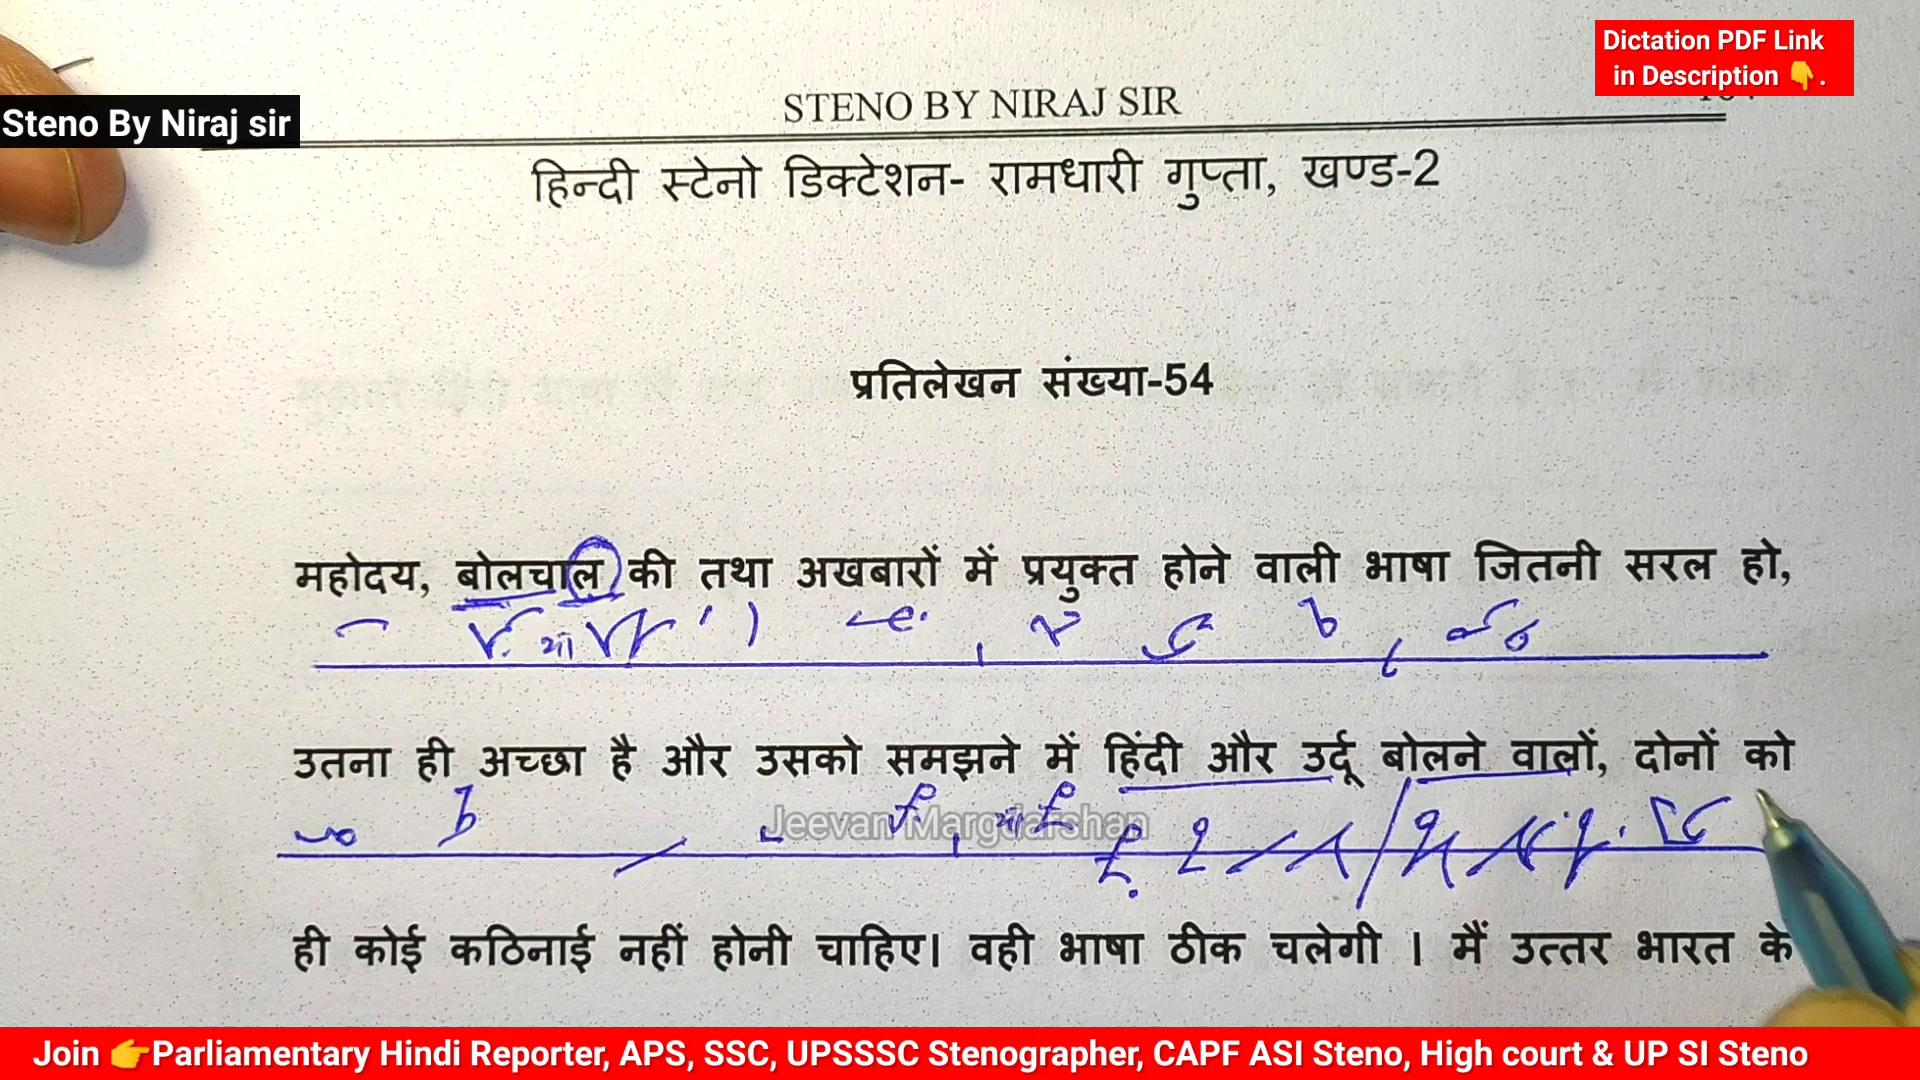 Dictation PDF Link
in Description 👇.
Steno By Niraj sir
STENO BY NIRAJ SIR
हिन्दी स्टेनो डिक्टेशन- रामधारी गुप्ता, खण्ड-2
प्रतिलेखन संख्या-54
महोदय, बोलचाल की तथा अखबारों में प्रयुक्त होने वाली भाषा जितनी सरल हो,
या
उतना ही अच्छा है और उसको समझने में हिंदी और उर्दू बोलने वालों, दोनों को
या
Jeevan Margdarshan
ही कोई कठिनाई नहीं होनी चाहिए। वही भाषा ठीक चलेगी । मैं उत्तर भारत के
Join 👉Parliamentary Hindi Reporter, APS, SSC, UPSSSC Stenographer, CAPF ASI Steno, High court & UP SI Steno